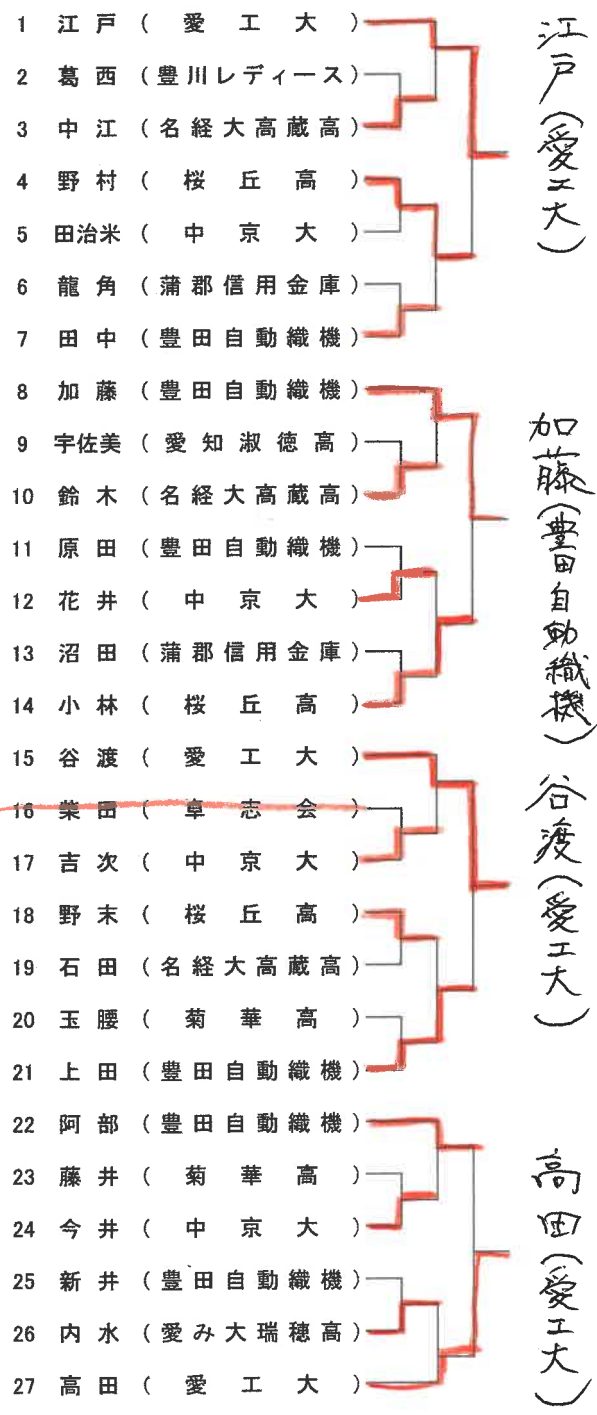 1 江戸 (愛工大)
2 葛西 (豊川レディース)
3 中江 (名経大高蔵高)
4 野村 (桜丘高)
5 田治米 (中京大)
6 龍角 (蒲郡信用金庫)
7 田中 (豊田自動織機)
8 加藤 (豊田自動織機)
9 宇佐美 (愛知淑徳高)
10 鈴木 (名経大高蔵高)
11 原田 (豊田自動織機)
12 花井 (中京大)
13 沼田 (蒲郡信用金庫)
14 小林 (桜丘高)
15 谷渡 (愛工大)
16 柴田 (卓志会)
17 吉次 (中京大)
18 野末 (桜丘高)
19 石田 (名経大高蔵高)
20 玉腰 (菊華高)
21 上田 (豊田自動織機)
22 阿部 (豊田自動織機)
23 藤井 (菊華高)
24 今井 (中京大)
25 新井 (豊田自動織機)
26 内水 (愛み大瑞穂高)
27 高田 (愛工大)
江戸(愛工大)
加藤(豊田自動織機)
谷渡(愛工大)
高田(愛工大)